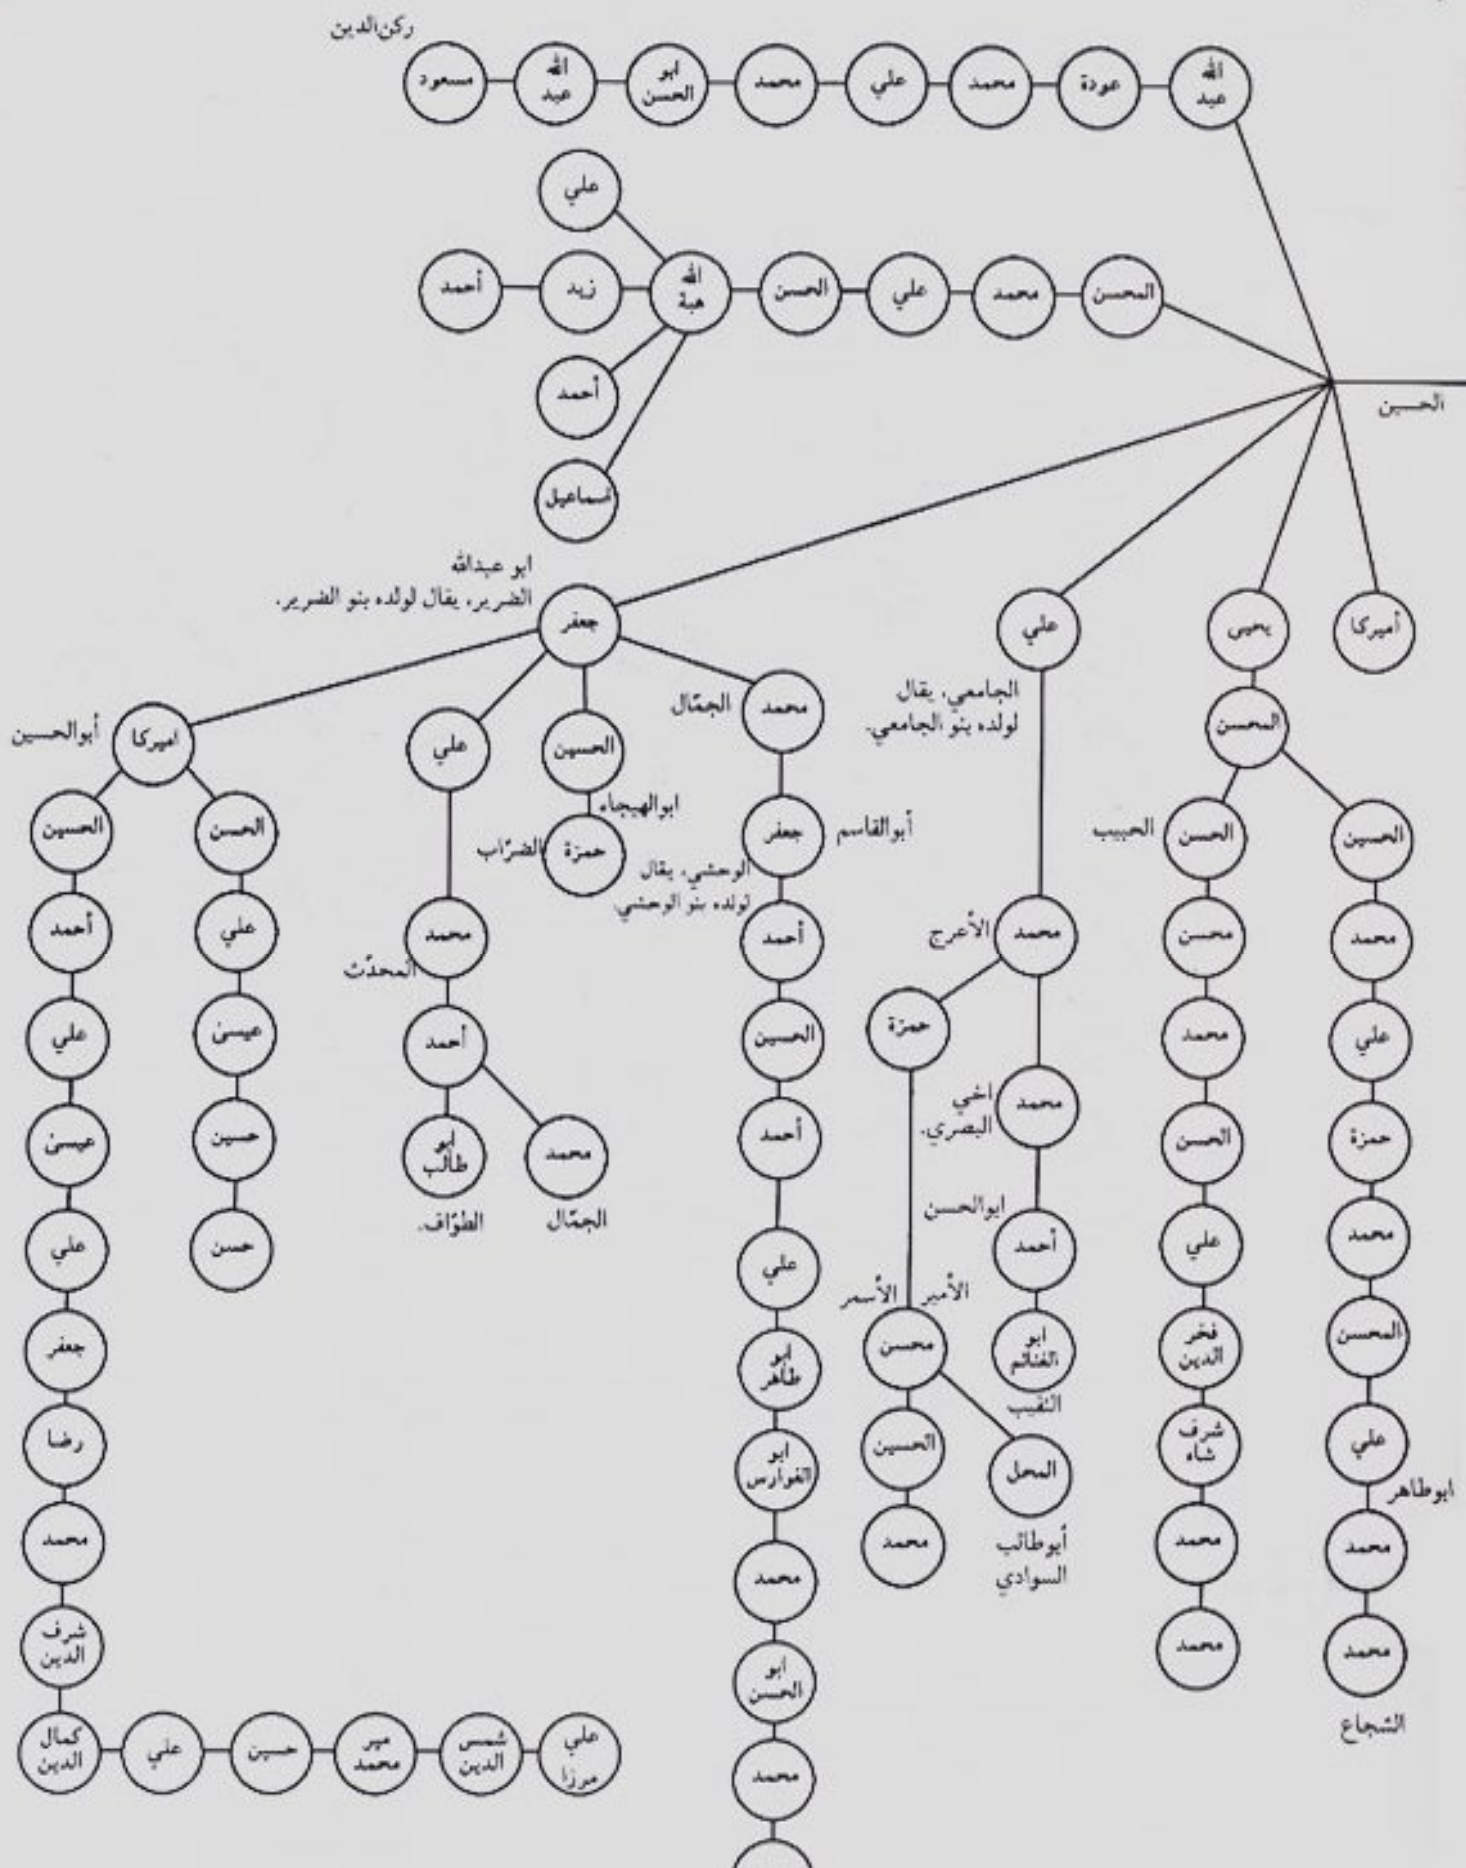 ركن‌الدين
عبد الله
عودة
محمد
علي
محمد
ابو الحسن
عبد الله
مسعود
علي
المحسن
محمد
علي
الحسن
هبة الله
زيد
أحمد
أحمد
اسماعيل
الحسين
ابو عبدالله
الضرير، يقال لولده بنو الضرير.
جعفر
علي
يحيى
أميركا
الجامعي، يقال
لولده بنو الجامعي.
محمد
الجمّال
الحسين
علي
اميركا
أبوالحسين
المحسن
الحسين
الحسن
الحبيب
جعفر
أبوالقاسم
ابوالهيجاء
حمزة
الضرّاب
الوحشي، يقال
لولده بنو الوحشي.
الحسن
الحسين
محمد
محسن
محمد
الأعرج
أحمد
محمد
المحدّث
علي
أحمد
علي
محمد
حمزة
الحسين
أحمد
عيسىٰ
علي
حمزة
الحسن
محمد
اخي
البصري.
أحمد
محمد
الجمّال
ابو طالب
الطوّاف.
حسين
عيسىٰ
محمد
علي
ابوالحسن
أحمد
علي
حسن
علي
المحسن
فخر الدين
ابو الغنائم
النقيب
الأمير
الأسمر
محسن
ابو طاهر
جعفر
علي
ابوطاهر
شرف شاه
المحل
أبوطالب
السوادي
الحسين
ابو الفوارس
رضا
محمد
محمد
محمد
محمد
محمد
محمد
الشجاع
محمد
ابو الحسن
شرف الدين
محمد
كمال الدين
علي
حسين
مير محمد
شمس الدين
علي مرزا